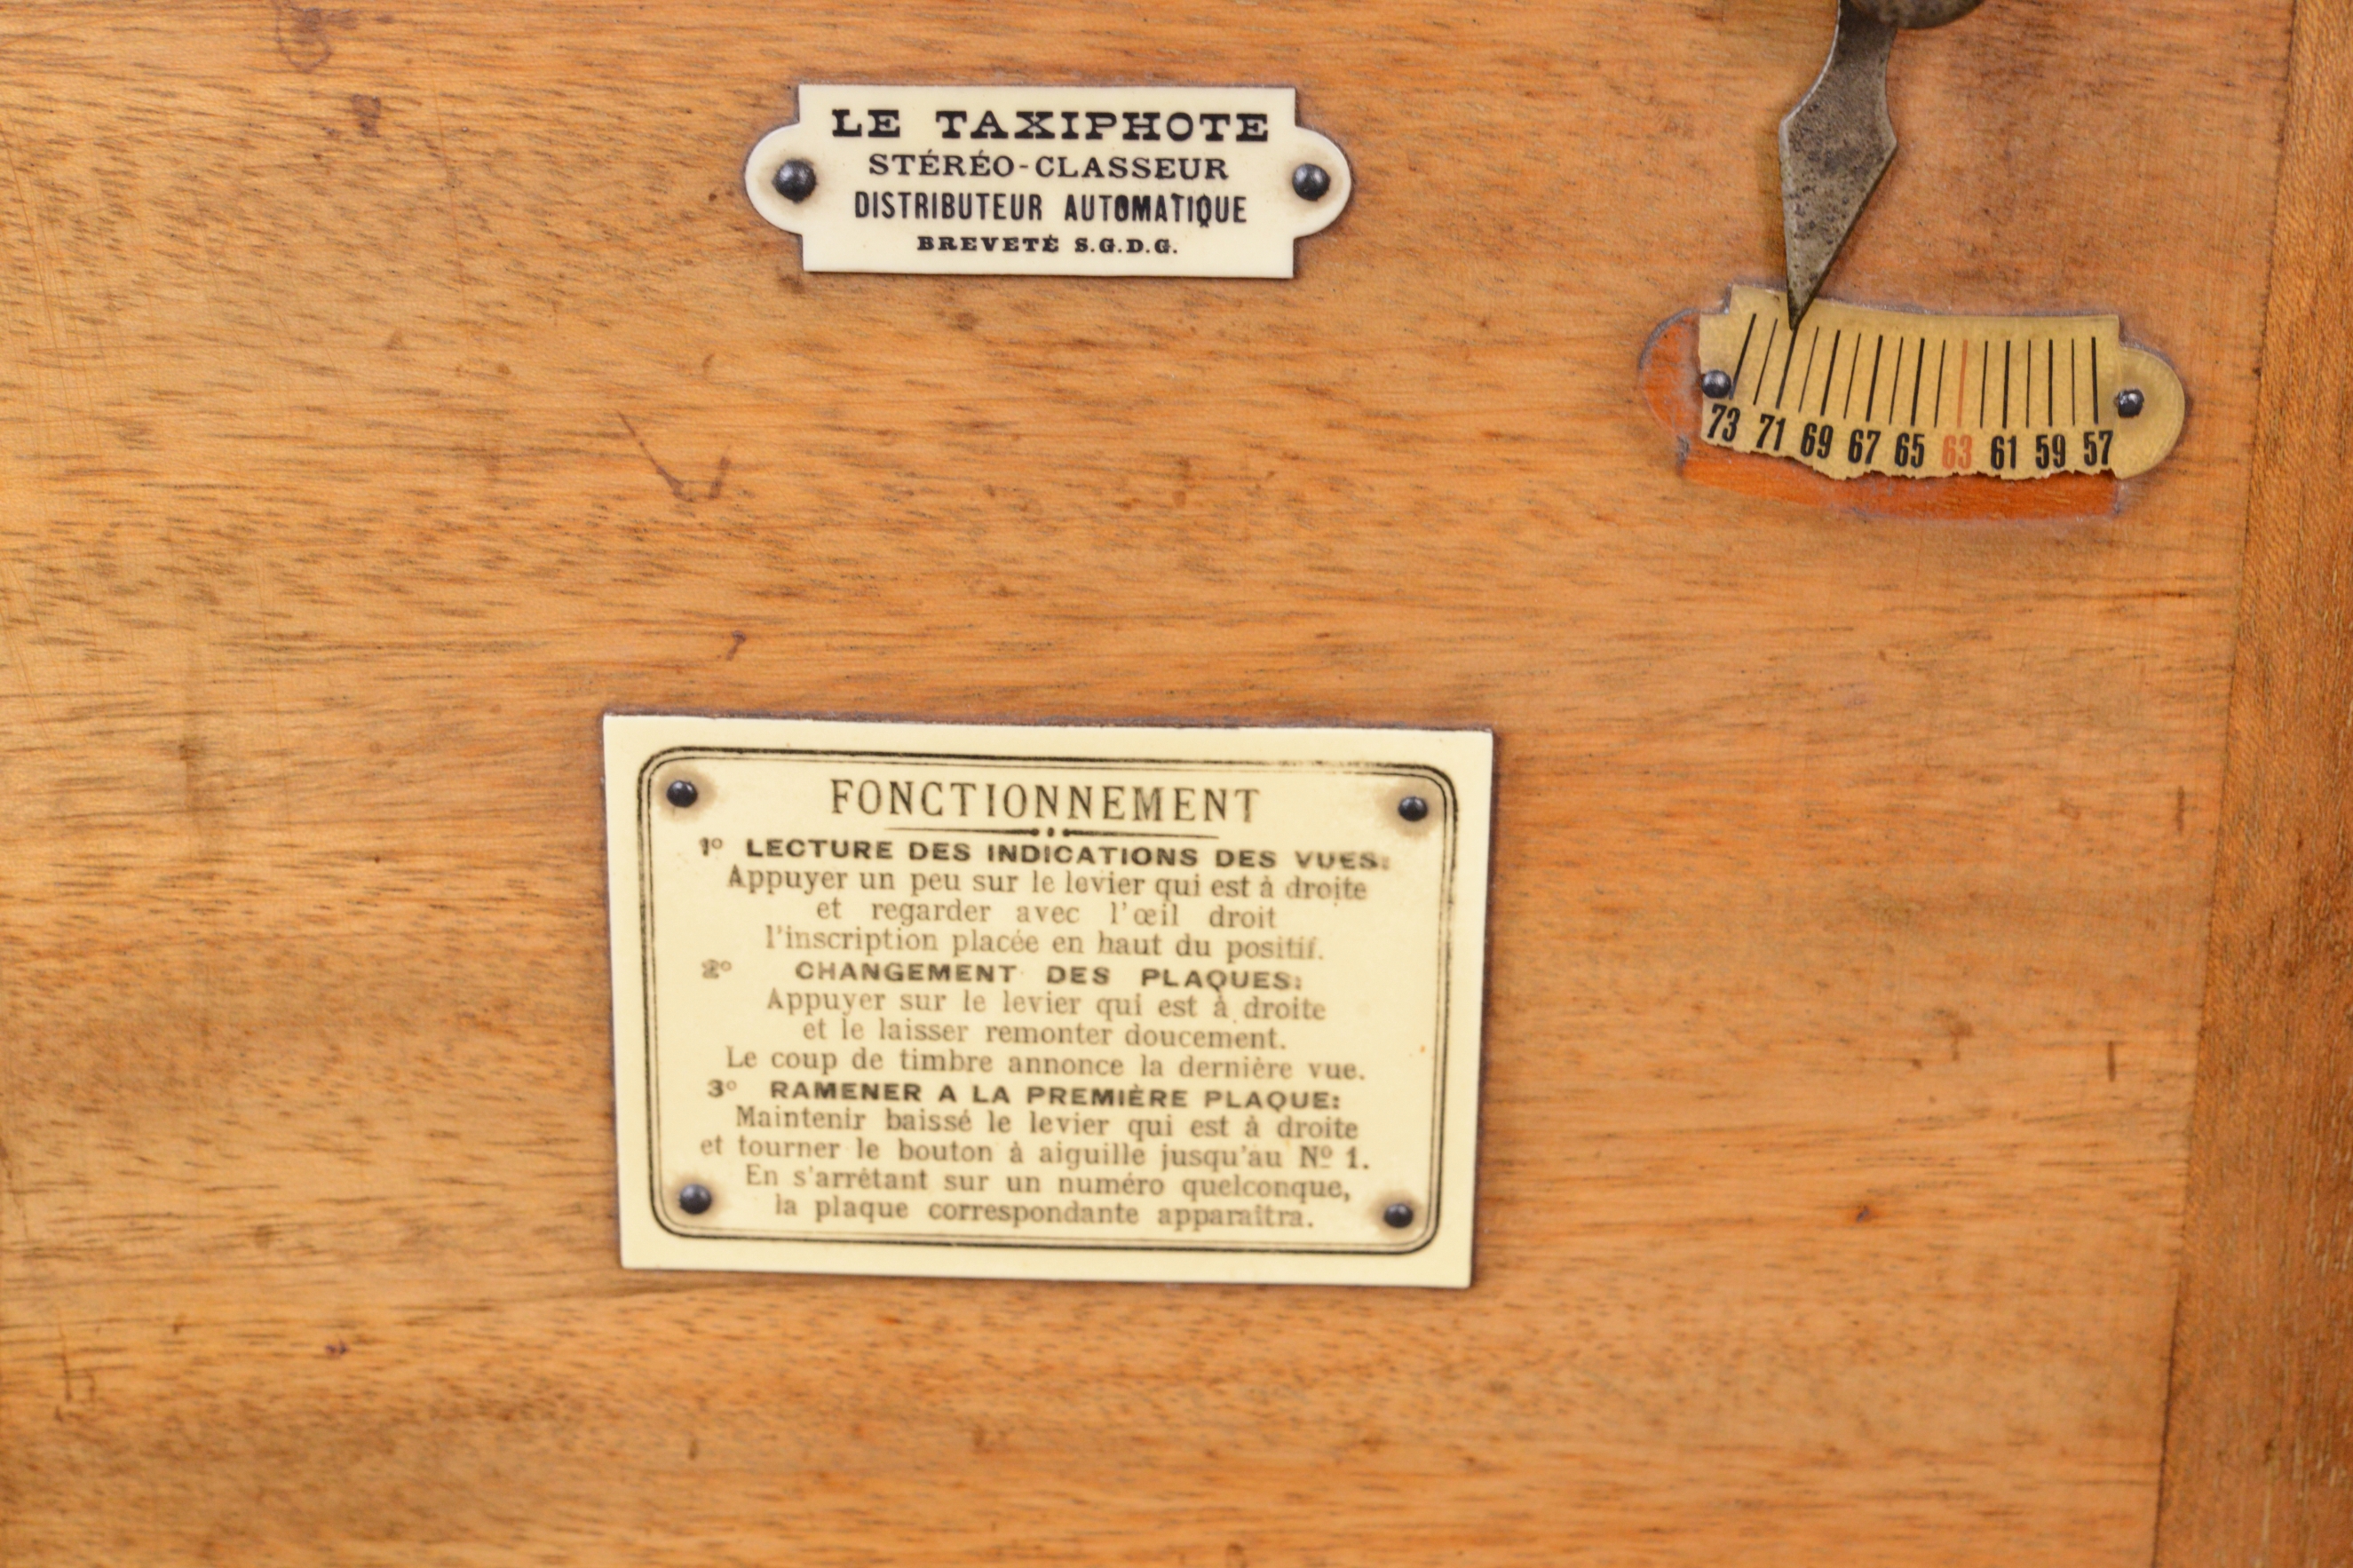 LE TAXIPHOTE
STÉRÉO-CLASSEUR
DISTRIBUTEUR AUTOMATIQUE
BREVETÉ S.G.D.G.
73 71 69 67 65 63 61 59 57
FONCTIONNEMENT
1º LECTURE DES INDICATIONS DES VUES:
Appuyer un peu sur le levier qui est à droite
et regarder avec l'œil droit
l'inscription placée en haut du positif.
2º CHANGEMENT DES PLAQUES:
Appuyer sur le levier qui est à droite
et le laisser remonter doucement.
Le coup de timbre annonce la dernière vue.
3º RAMENER A LA PREMIÈRE PLAQUE:
Maintenir baissé le levier qui est à droite
et tourner le bouton à aiguille jusqu'au Nº 1.
En s'arrêtant sur un numéro quelconque,
la plaque correspondante apparaîtra.